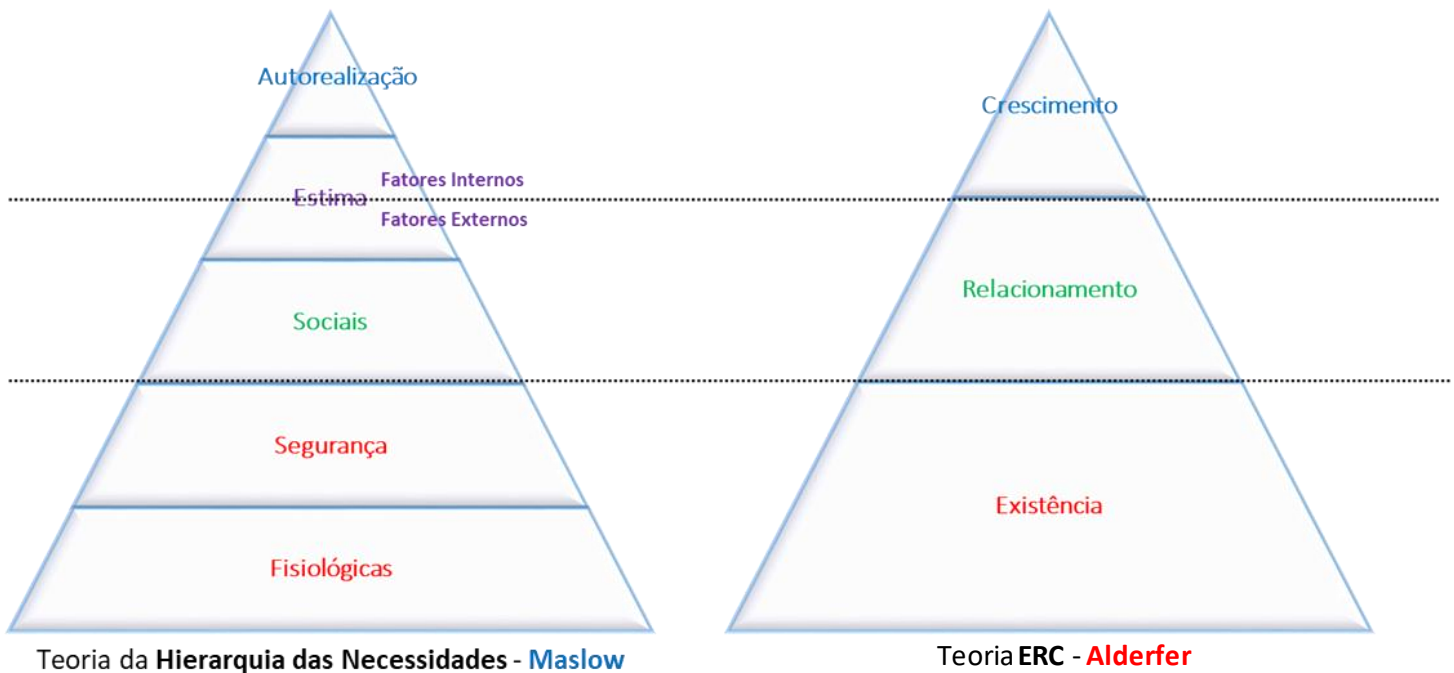 Autorealização
Fatores Internos
Estima
Fatores Externos
Sociais
Segurança
Fisiológicas
Teoria da Hierarquia das Necessidades - Maslow
Crescimento
Relacionamento
Existência
Teoria ERC - Alderfer